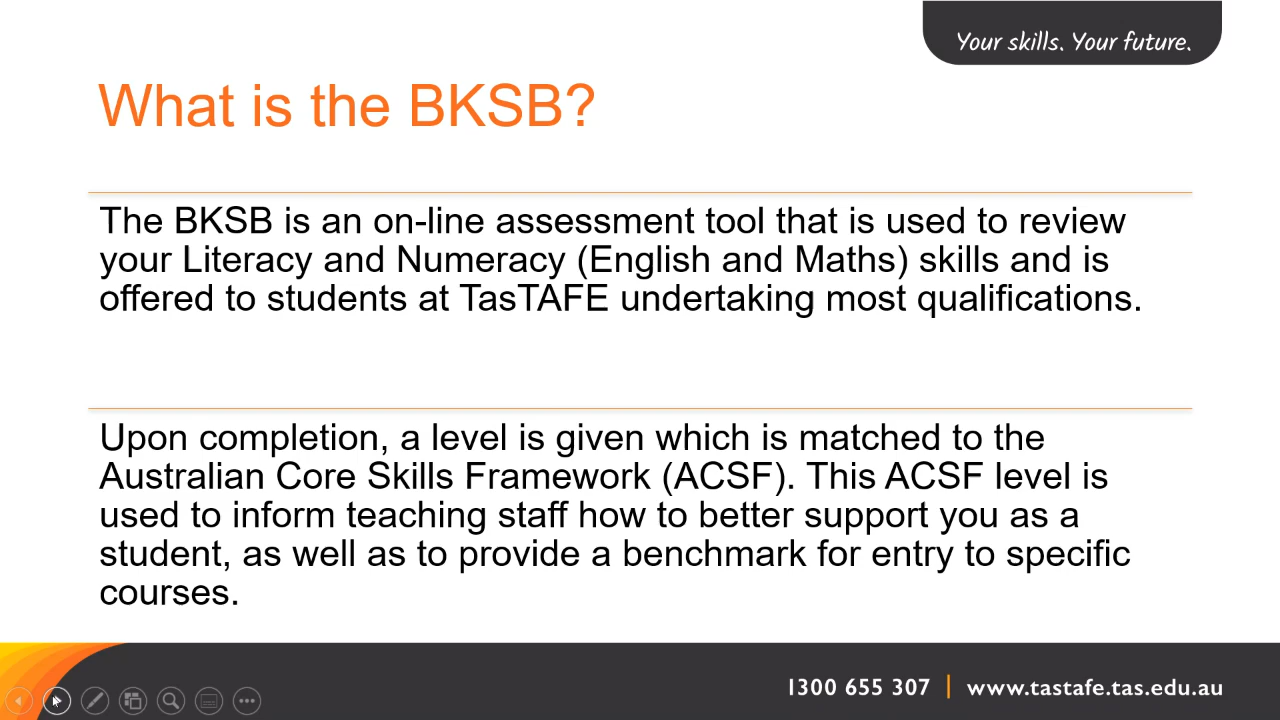 Your skills. Your future.
What is the BKSB?
The BKSB is an on-line assessment tool that is used to review
your Literacy and Numeracy (English and Maths) skills and is
offered to students at TasTAFE undertaking most qualifications.
Upon completion, a level is given which is matched to the
Australian Core Skills Framework (ACSF). This ACSF level is
used to inform teaching staff how to better support you as a
student, as well as to provide a benchmark for entry to specific
courses.
1300 655 307 | www.tastafe.tas.edu.au